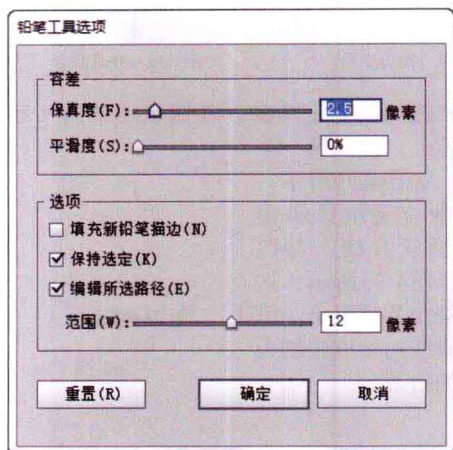 铅笔工具选项
容差
保真度(F): 2.5 像素
平滑度(S): 0%
选项
填充新铅笔描边(N)
保持选定(K)
编辑所选路径(E)
范围(W): 12 像素
重置(R) 确定 取消